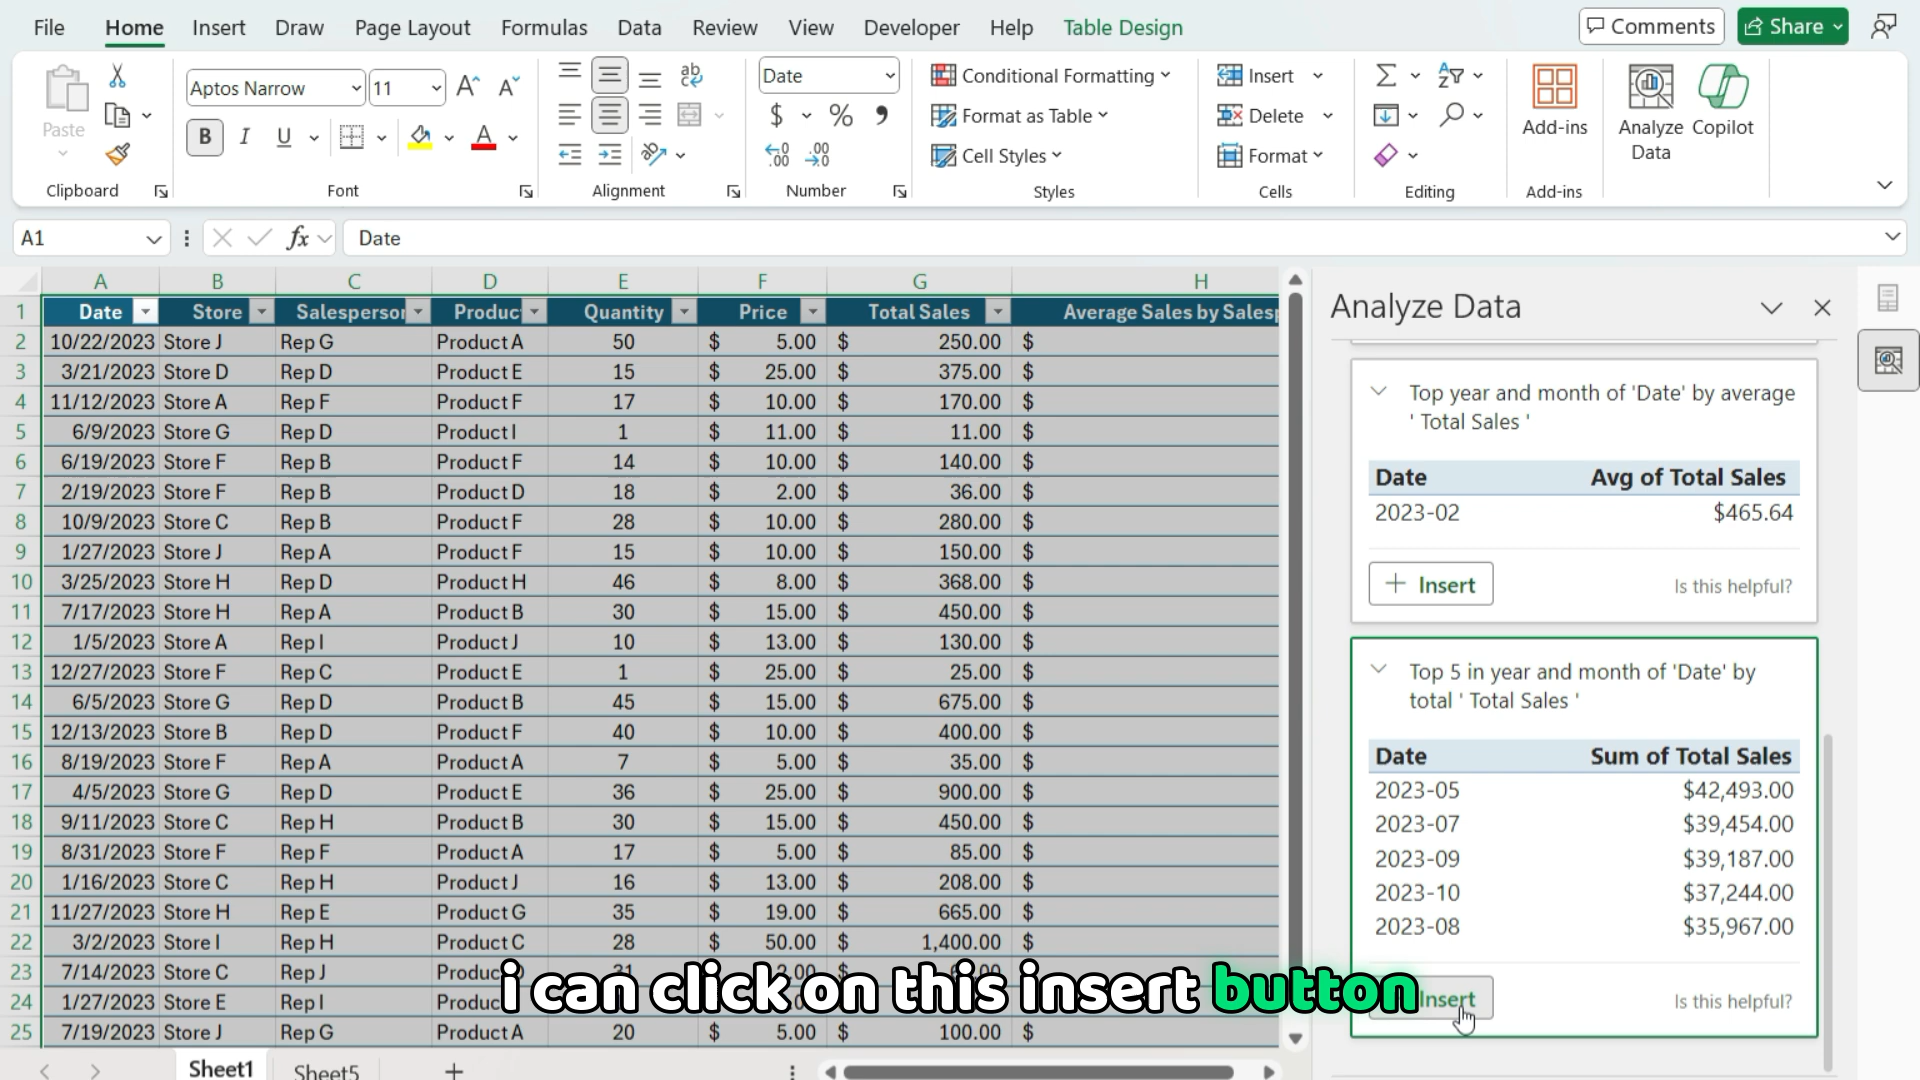 File Home Insert Draw Page Layout Formulas Data Review View Developer Help Table Design Comments Share
Paste Aptos Narrow 11 B I U A Date $ % Conditional Formatting Format as Table Cell Styles Insert Delete Format Add-ins Analyze Data Copilot
Clipboard Font Alignment Number Styles Cells Editing Add-ins
A1 fx Date
A B C D E F G H
1 Date Store Quantity Price Total Sales Average Sales by
2 10/22/2023 Store J Rep G Product A 50 $ 5.00 $ 250.00 $
3 3/21/2023 Store D Rep D Product E 15 $ 25.00 $ 375.00 $
4 11/12/2023 Store A Rep F Product F 17 $ 10.00 $ 170.00 $
5 6/9/2023 Store G Rep D Product I 1 $ 11.00 $ 11.00 $
6 6/19/2023 Store F Rep B Product F 14 $ 10.00 $ 140.00 $
7 2/19/2023 Store F Rep B Product D 18 $ 2.00 $ 36.00 $
8 10/9/2023 Store C Rep B Product F 28 $ 10.00 $ 280.00 $
9 1/27/2023 Store J Rep A Product F 15 $ 10.00 $ 150.00 $
10 3/25/2023 Store H Rep D Product H 46 $ 8.00 $ 368.00 $
11 7/17/2023 Store H Rep A Product B 30 $ 15.00 $ 450.00 $
12 1/5/2023 Store A Rep I Product J 10 $ 13.00 $ 130.00 $
13 12/27/2023 Store F Rep C Product E 1 $ 25.00 $ 25.00 $
14 6/5/2023 Store G Rep D Product B 45 $ 15.00 $ 675.00 $
15 12/13/2023 Store B Rep D Product F 40 $ 10.00 $ 400.00 $
16 8/19/2023 Store F Rep A Product A 7 $ 5.00 $ 35.00 $
17 4/5/2023 Store G Rep D Product E 36 $ 25.00 $ 900.00 $
18 9/11/2023 Store C Rep H Product B 30 $ 15.00 $ 450.00 $
19 8/31/2023 Store F Rep F Product A 17 $ 5.00 $ 85.00 $
20 1/16/2023 Store C Rep H Product J 16 $ 13.00 $ 208.00 $
21 11/27/2023 Store H Rep E Product G 35 $ 19.00 $ 665.00 $
22 3/2/2023 Store I Rep H Product C 28 $ 50.00 $ 1,400.00 $
23 7/14/2023 Store C Rep J $
24 1/27/2023 Store E Rep I $
25 7/19/2023 Store J Rep G Product A 20 $ 5.00 $ 100.00 $
Sheet1 Sheet5
Analyze Data
Top year and month of 'Date' by average
' Total Sales '
Date Avg of Total Sales
2023-02 $465.64
Insert Is this helpful?
Top 5 in year and month of 'Date' by
total ' Total Sales '
Date Sum of Total Sales
2023-05 $42,493.00
2023-07 $39,454.00
2023-09 $39,187.00
2023-10 $37,244.00
2023-08 $35,967.00
Insert Is this helpful?
i can click on this insert button